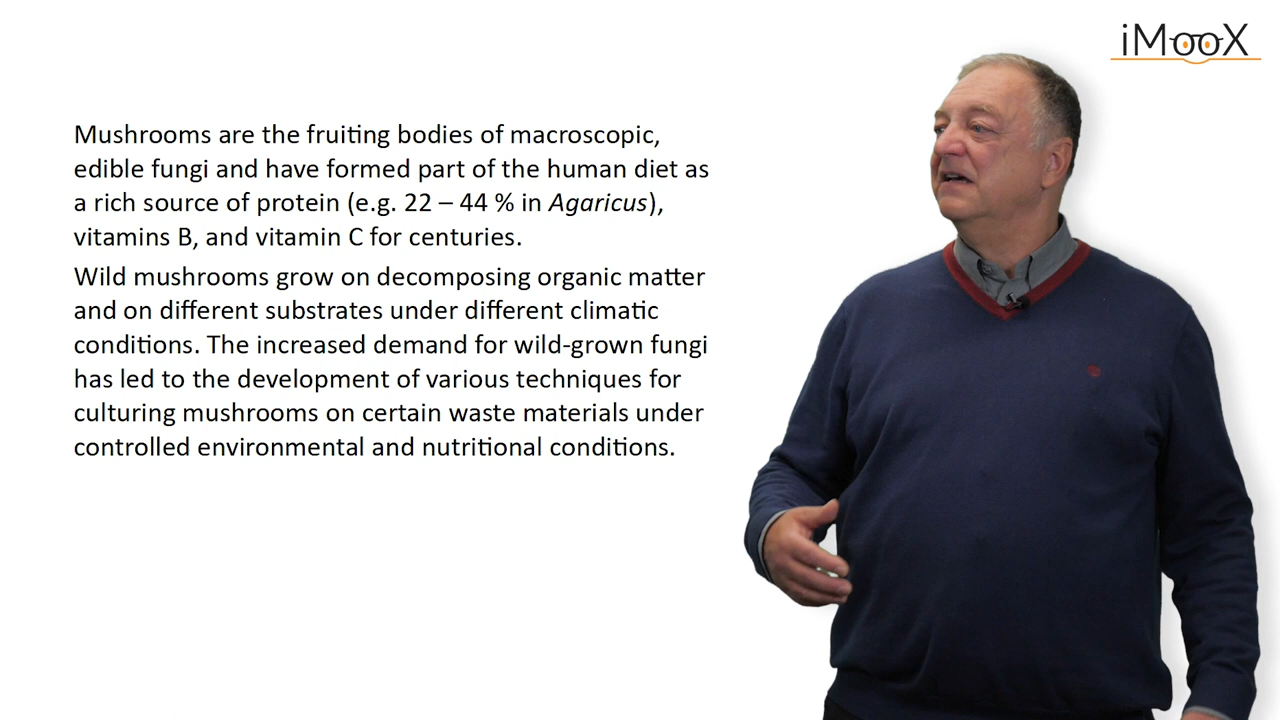 iMooX
Mushrooms are the fruiting bodies of macroscopic,
edible fungi and have formed part of the human diet as
a rich source of protein (e.g. 22 – 44 % in Agaricus),
vitamins B, and vitamin C for centuries.
Wild mushrooms grow on decomposing organic matter
and on different substrates under different climatic
conditions. The increased demand for wild-grown fungi
has led to the development of various techniques for
culturing mushrooms on certain waste materials under
controlled environmental and nutritional conditions.